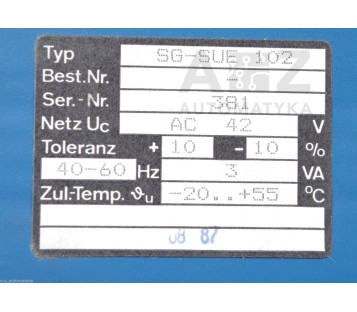 Typ SG-SUE 102
Best.Nr. —
Ser.-Nr. 381
Netz Uc AC 42 V
Toleranz + 10 - 10 %
40-60 Hz 3 VA
Zul.-Temp. ϑu -20..+55 °C
08 87
AUTOMATYKA